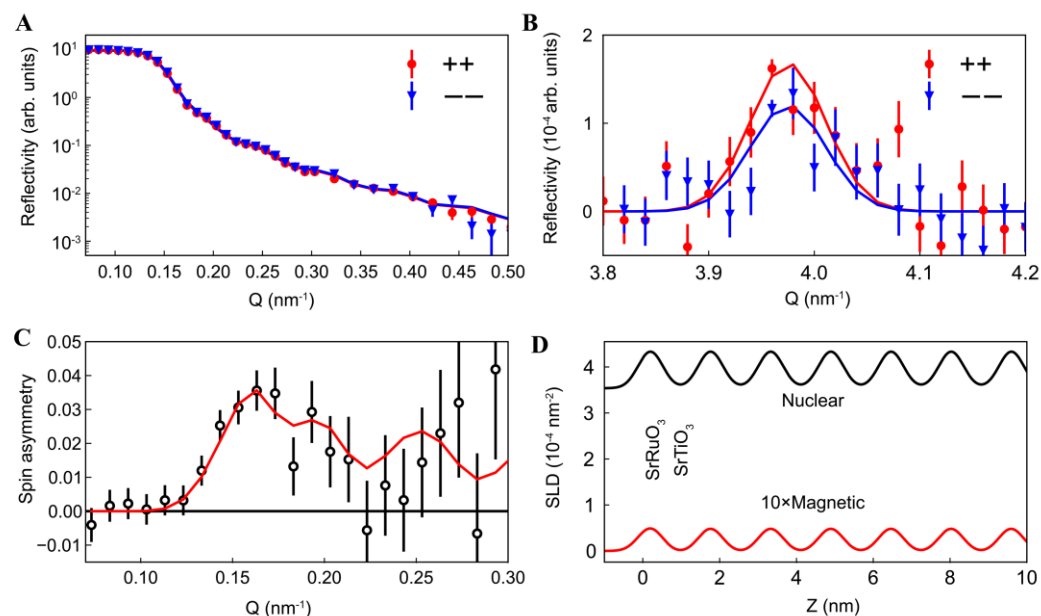 A
Reflectivity (arb. units)
10¹
10⁰
10⁻¹
10⁻²
10⁻³
++
——
0.10 0.15 0.20 0.25 0.30 0.35 0.40 0.45 0.50
Q (nm⁻¹)
B
Reflectivity (10⁻⁴ arb. units)
2
1
0
++
——
3.8 3.9 4.0 4.1 4.2
Q (nm⁻¹)
C
Spin asymmetry
0.05
0.04
0.03
0.02
0.01
0.00
−0.01
0.10 0.15 0.20 0.25 0.30
Q (nm⁻¹)
D
SLD (10⁻⁴ nm⁻²)
4
2
1
0
Nuclear
SrRuO₃
SrTiO₃
10×Magnetic
0 2 4 6 8 10
Z (nm)